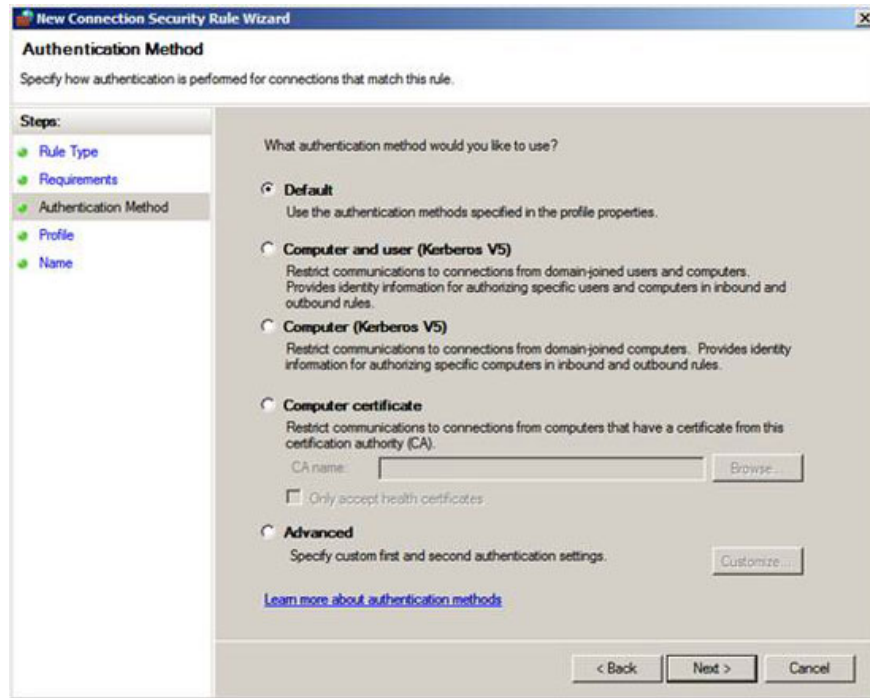 New Connection Security Rule Wizard
Authentication Method
Specify how authentication is performed for connections that match this rule.
Steps:
Rule Type
Requirements
Authentication Method
Profile
Name
What authentication method would you like to use?
Default
Use the authentication methods specified in the profile properties.
Computer and user (Kerberos V5)
Restrict communications to connections from domain-joined users and computers.
Provides identity information for authorizing specific users and computers in inbound and
outbound rules.
Computer (Kerberos V5)
Restrict communications to connections from domain-joined computers. Provides identity
information for authorizing specific computers in inbound and outbound rules.
Computer certificate
Restrict communications to connections from computers that have a certificate from this
certification authority (CA).
CA name:
Browse...
Only accept health certificates
Advanced
Specify custom first and second authentication settings.
Customize...
Learn more about authentication methods
< Back
Next >
Cancel